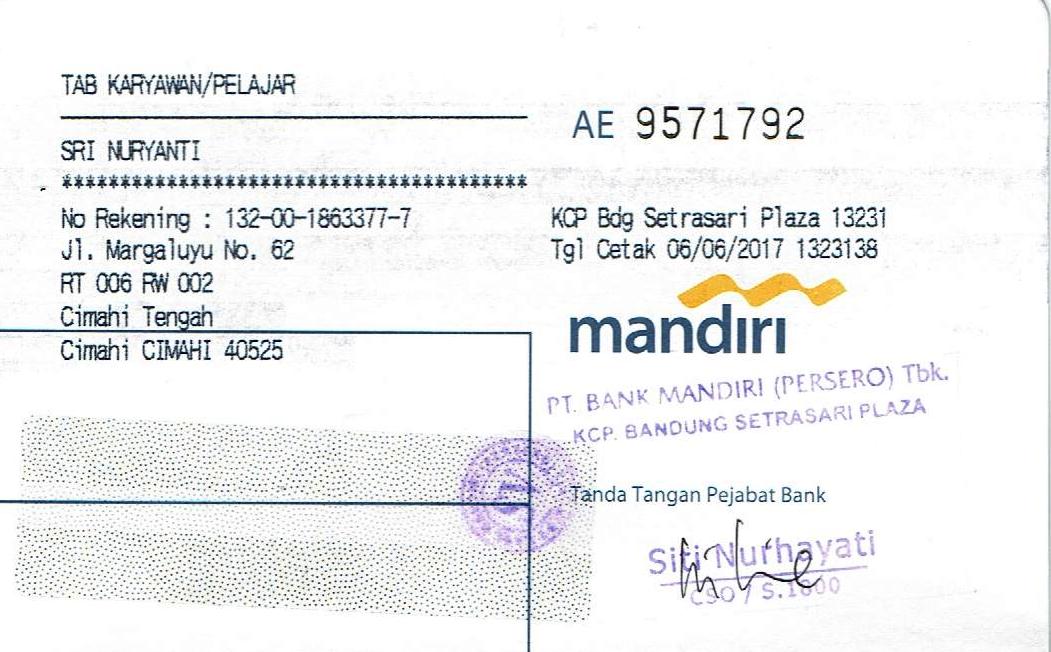 TAB KARYAWAN/PELAJAR
AE 9571792
SRI NURYANTI
****************************************
No Rekening : 132-00-1863377-7
Jl. Margaluyu No. 62
RT 006 RW 002
Cimahi Tengah
Cimahi CIMAHI 40525
KCP Bdg Setrasari Plaza 13231
Tgl Cetak 06/06/2017 1323138
mandiri
PT. BANK MANDIRI (PERSERO) Tbk.
KCP. BANDUNG SETRASARI PLAZA
Tanda Tangan Pejabat Bank
Siti Nurhayati
CSO / S.1800